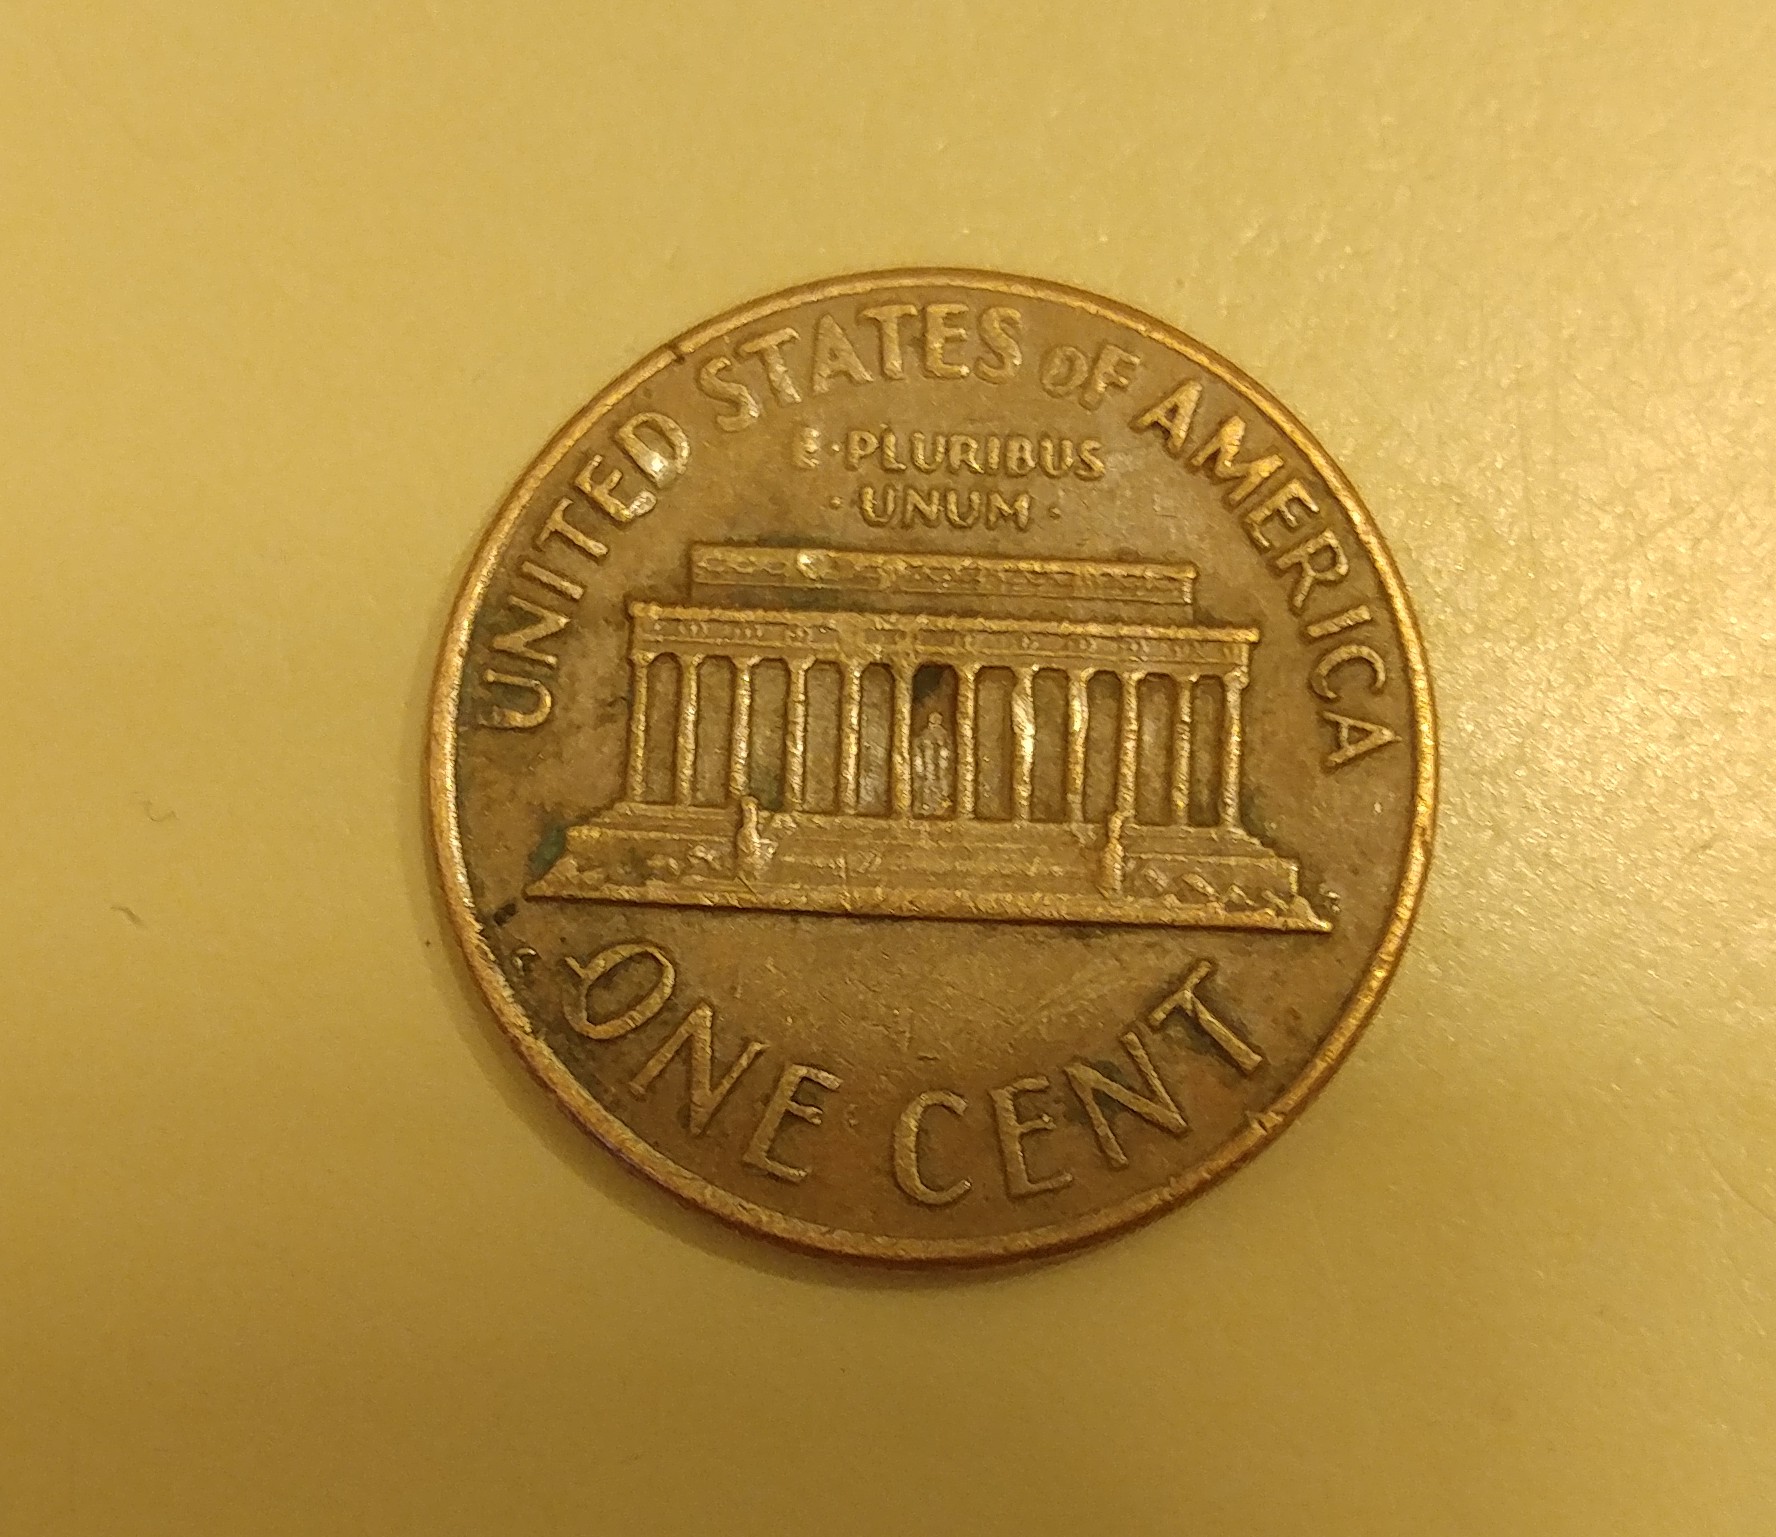 UNITED STATES OF AMERICA
E·PLURIBUS
·UNUM·
ONE CENT